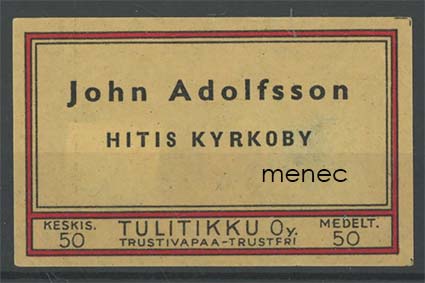 John Adolfsson
HITIS KYRKOBY
menec
KESKIS. 50
TULITIKKU Oy.
TRUSTIVAPAA-TRUSTFRI
MEDELT. 50